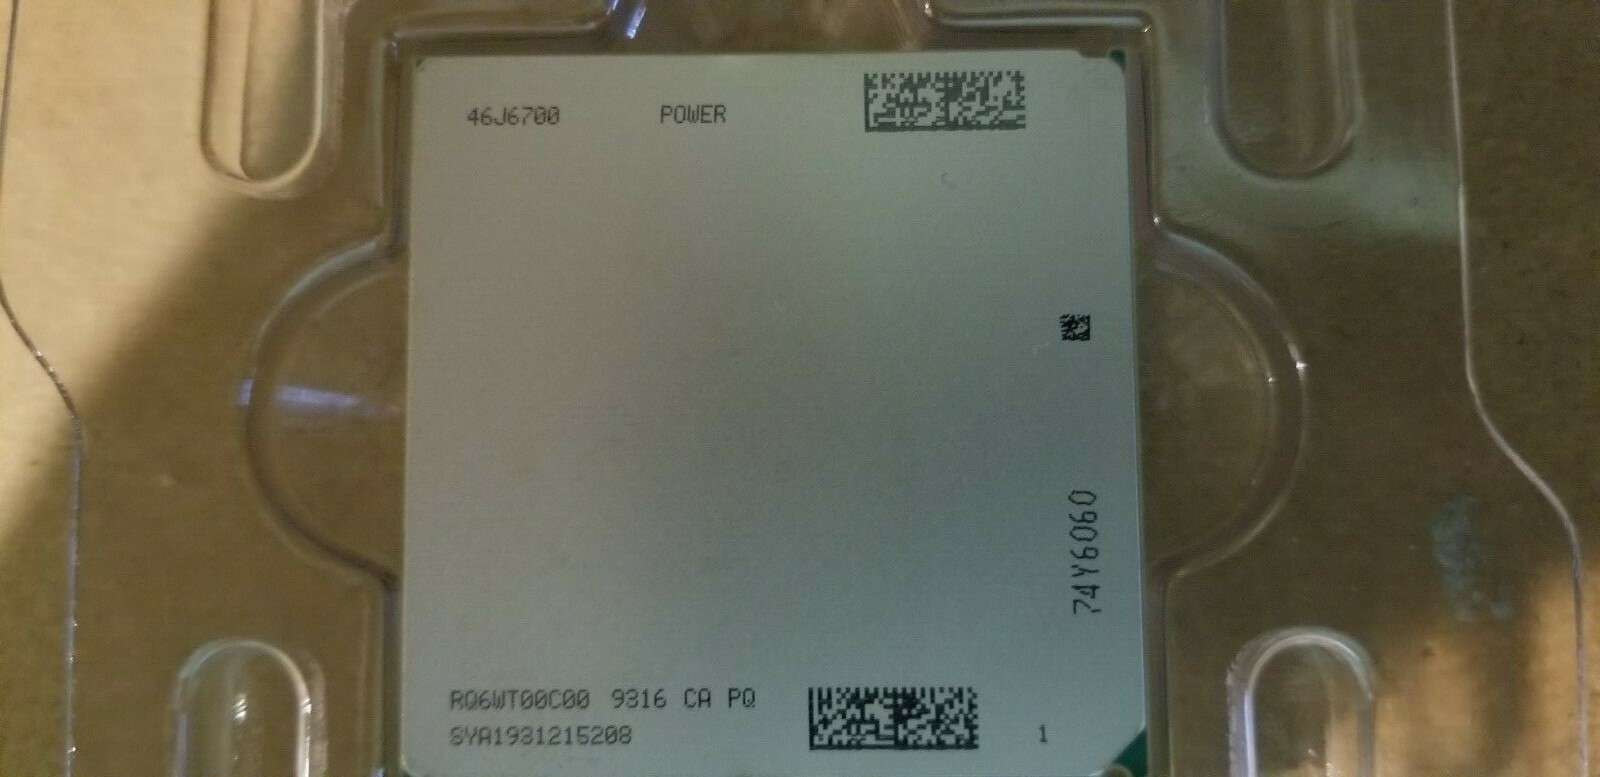 46J6700 POWER
74Y6060
RQ6WT00C00 9316 CA PQ
SYA1931215208 1